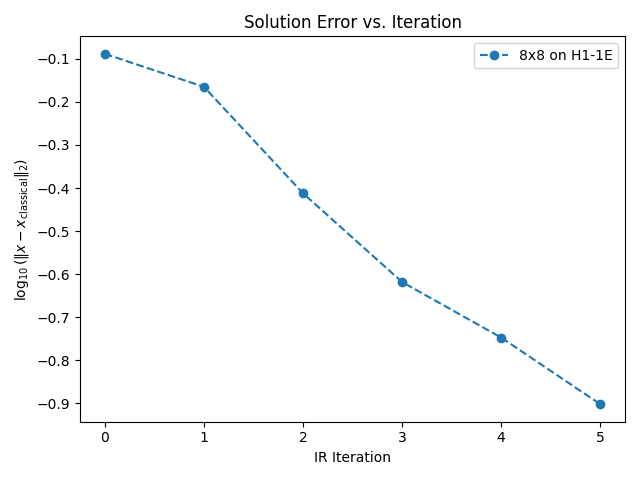 Solution Error vs. Iteration
8x8 on H1-1E
log₁₀(‖x − x_classical‖₂)
−0.1
−0.2
−0.3
−0.4
−0.5
−0.6
−0.7
−0.8
−0.9
0 1 2 3 4 5
IR Iteration